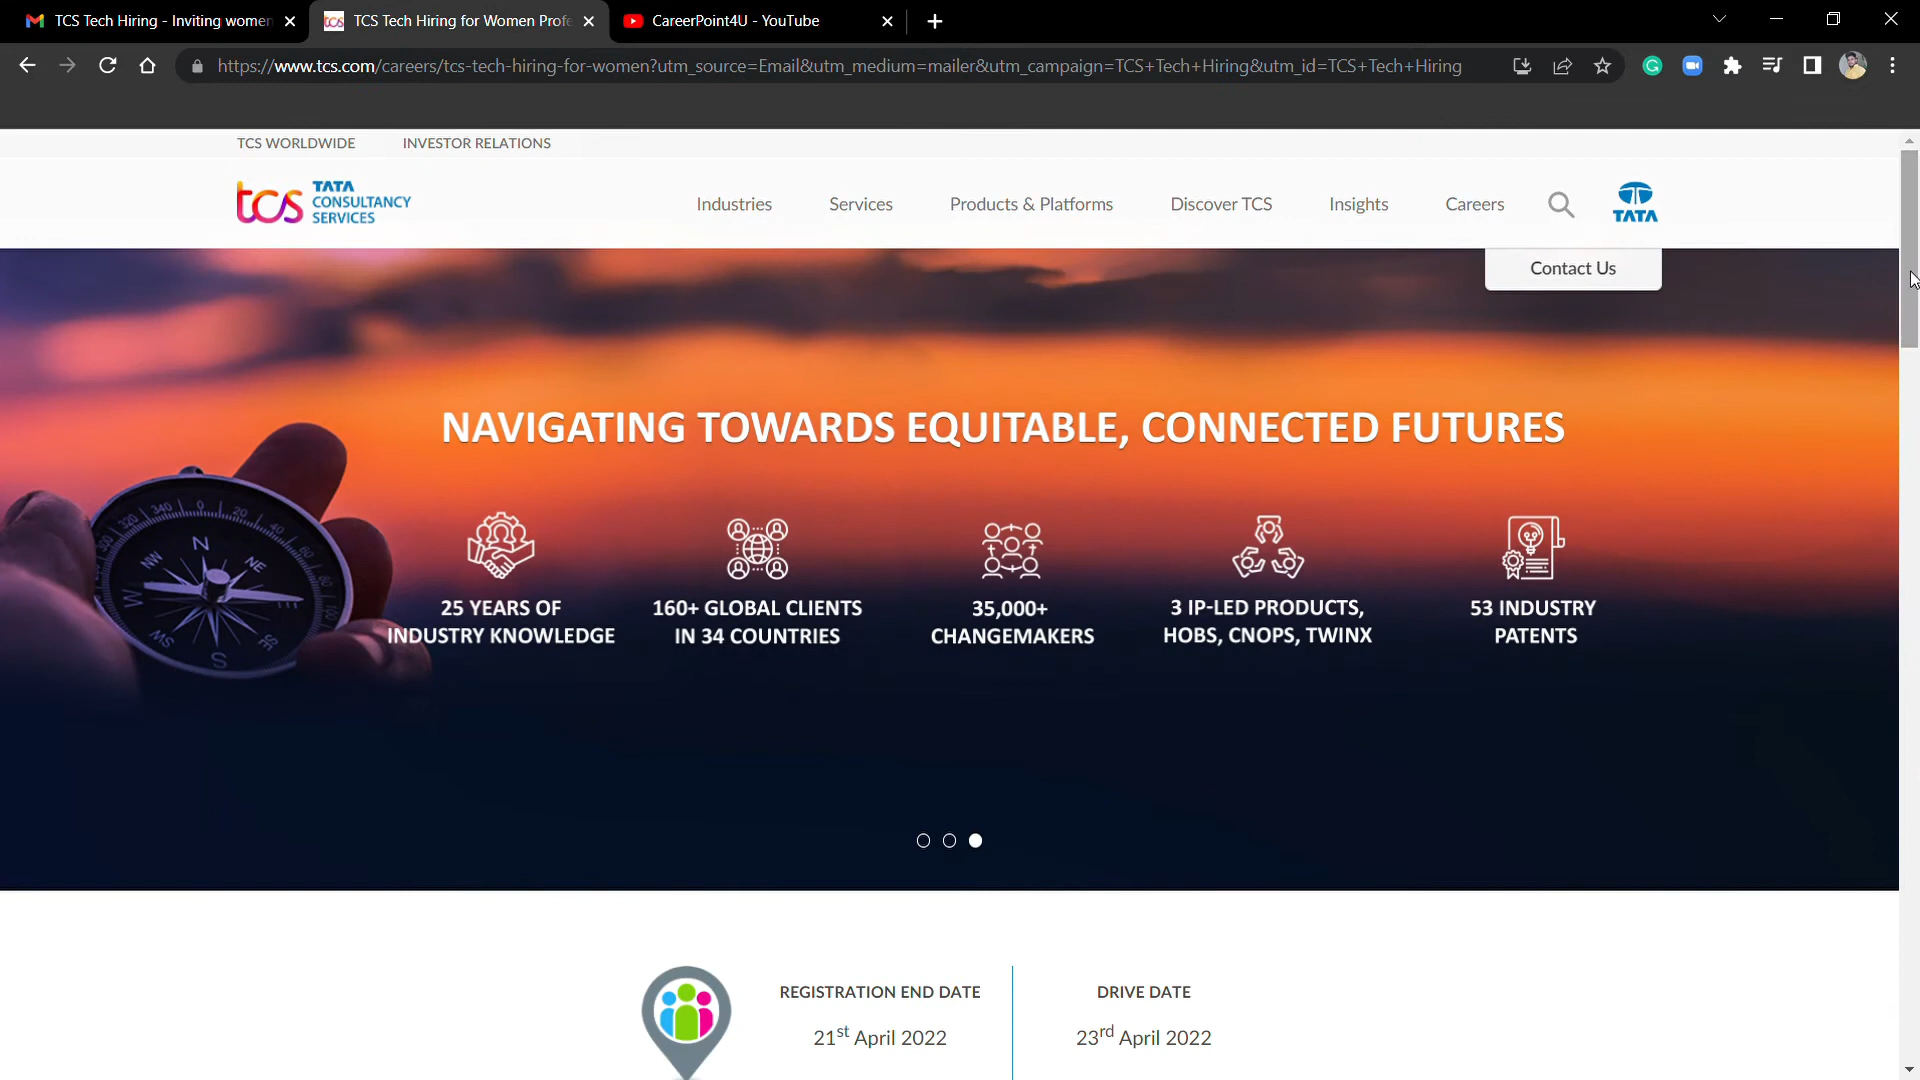 TCS Tech Hiring - Inviting women
TCS Tech Hiring for Women Profe
CareerPoint4U - YouTube
https://www.tcs.com/careers/tcs-tech-hiring-for-women?utm_source=Email&utm_medium=mailer&utm_campaign=TCS+Tech+Hiring&utm_id=TCS+Tech+Hiring
TCS WORLDWIDE INVESTOR RELATIONS
tcs TATA
CONSULTANCY
SERVICES
Industries Services Products & Platforms Discover TCS Insights Careers
TATA
Contact Us
NAVIGATING TOWARDS EQUITABLE, CONNECTED FUTURES
25 YEARS OF
INDUSTRY KNOWLEDGE
160+ GLOBAL CLIENTS
IN 34 COUNTRIES
35,000+
CHANGEMAKERS
3 IP-LED PRODUCTS,
HOBS, CNOPS, TWINX
53 INDUSTRY
PATENTS
REGISTRATION END DATE
21st April 2022
DRIVE DATE
23rd April 2022